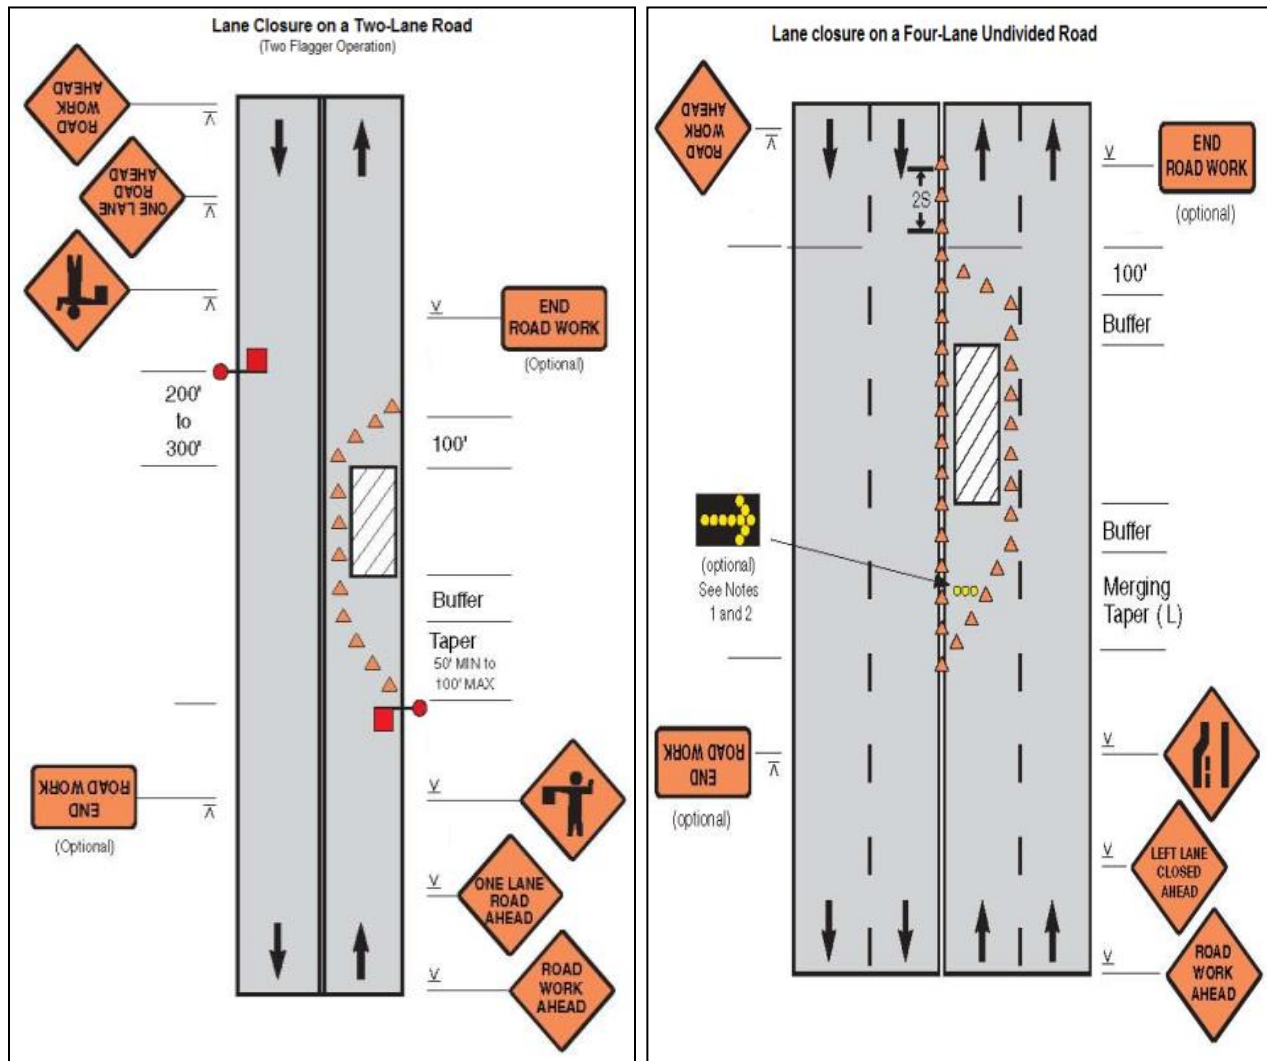 Lane Closure on a Two-Lane Road
(Two Flagger Operation)
ROAD
WORK
AHEAD
ONE LANE
ROAD
AHEAD
END
ROAD WORK
(Optional)
200'
to
300'
100'
Buffer
Taper
50' MIN to
100' MAX
END
ROAD WORK
(Optional)
ONE LANE
ROAD
AHEAD
ROAD
WORK
AHEAD
Lane closure on a Four-Lane Undivided Road
ROAD
WORK
AHEAD
END
ROAD WORK
(optional)
2S
100'
Buffer
(optional)
See Notes
1 and 2
Buffer
Merging
Taper (L)
END
ROAD WORK
(optional)
LEFT LANE
CLOSED
AHEAD
ROAD
WORK
AHEAD